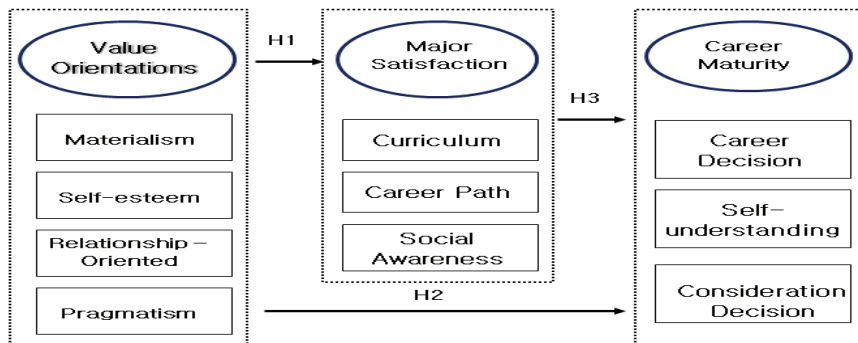 Value
Orientations
H1
Major
Satisfaction
Career
Maturity
H3
Materialism
Self-esteem
Relationship-
Oriented
Pragmatism
Curriculum
Career Path
Social
Awareness
H2
Career
Decision
Self-
understanding
Consideration
Decision